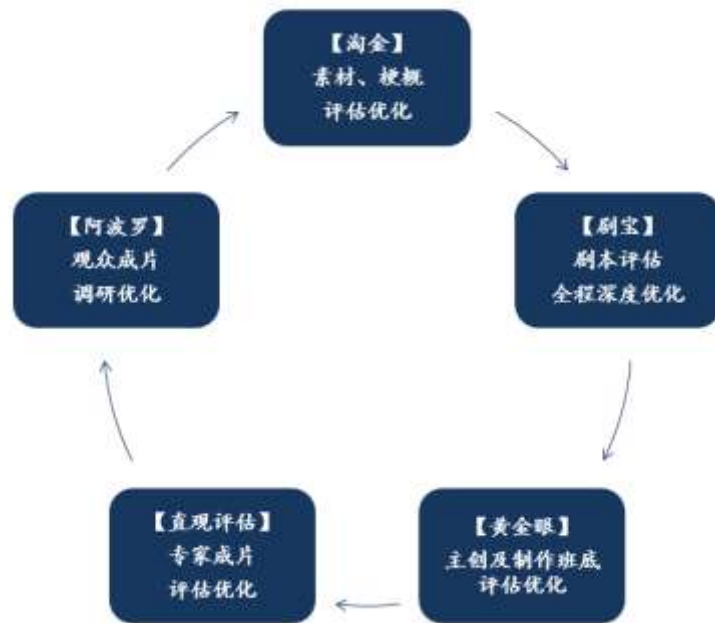 【淘金】
素材、梗概
评估优化
【剧宝】
剧本评估
全程深度优化
【黄金眼】
主创及制作班底
评估优化
【直观评估】
专家成片
评估优化
【阿波罗】
观众成片
调研优化